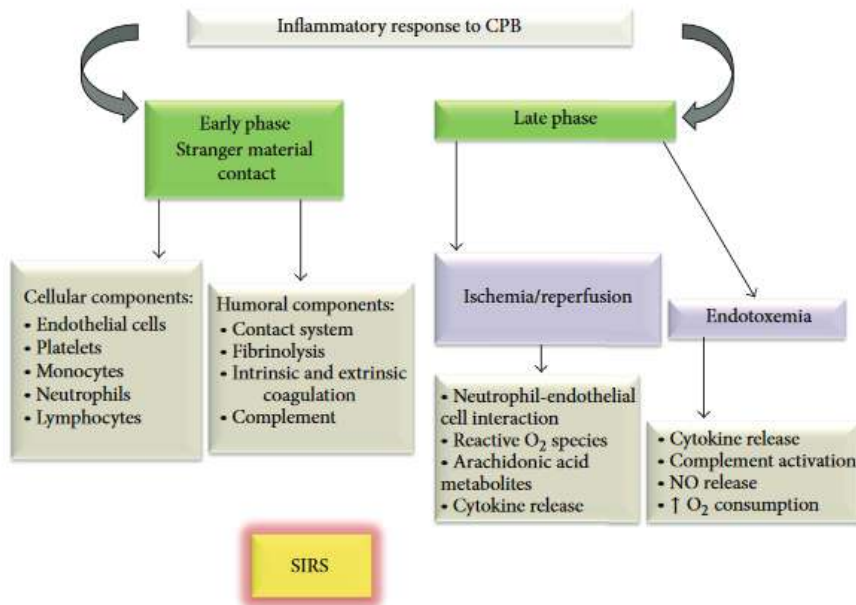 Inflammatory response to CPB
Early phase
Stranger material
contact
Late phase
Cellular components:
• Endothelial cells
• Platelets
• Monocytes
• Neutrophils
• Lymphocytes
Humoral components:
• Contact system
• Fibrinolysis
• Intrinsic and extrinsic
coagulation
• Complement
Ischemia/reperfusion
Endotoxemia
• Neutrophil-endothelial
cell interaction
• Reactive O₂ species
• Arachidonic acid
metabolites
• Cytokine release
• Cytokine release
• Complement activation
• NO release
• ↑ O₂ consumption
SIRS